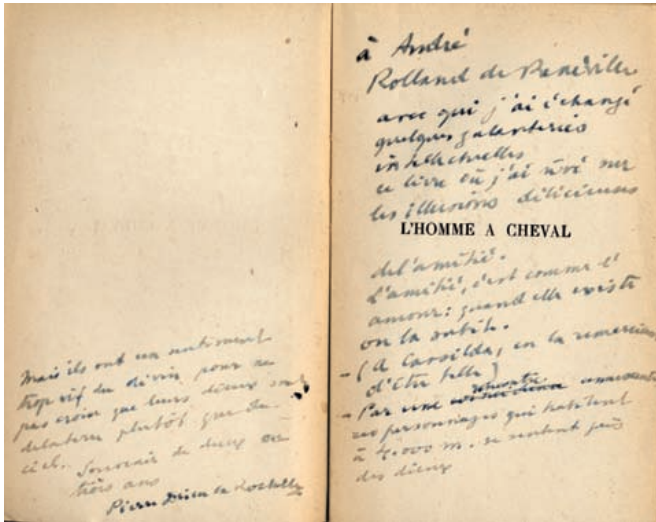 à André
Rolland de Renéville
avec qui j'ai échangé
quelques galanteries
intellectuelles
ce livre où j'ai rêvé sur
les illusions délicieuses
L'HOMME A CHEVAL
de l'amitié.
L'amitié, c'est comme l'
amour : quand elle existe
on la subit.
- (A en la remerciant
d'être belle)
- Par une rencontre amusante
ces personnages qui habitent
à 4.000 m. se sentent près
des dieux
Mais ils ont un sentiment
trop vif du divin pour ne
pas croire que leurs dieux sont
de la terre plutôt que du
ciel.
Souvenir de deux ou
trois ans
Pierre Drieu la Rochelle